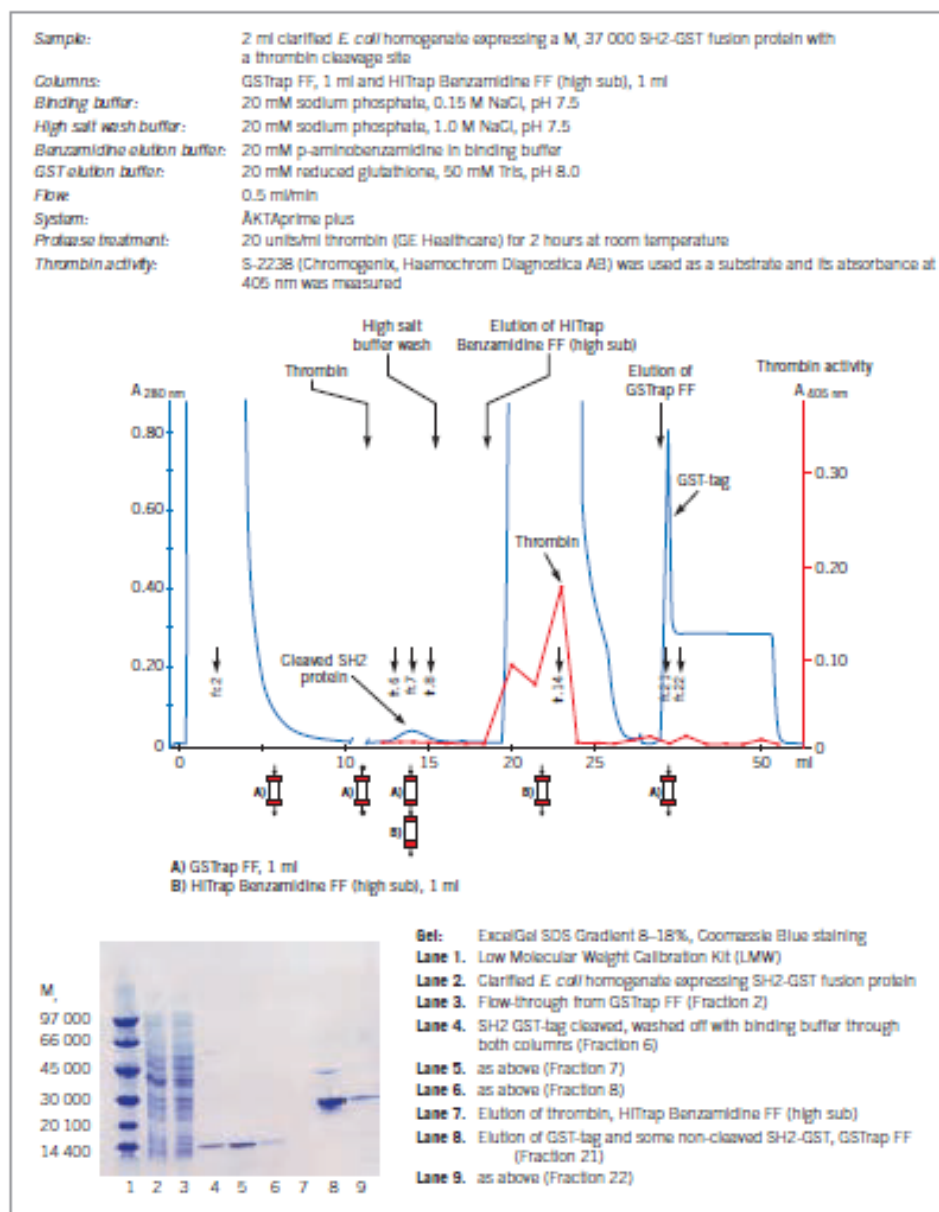 Sample: 2 ml clarified E. coli homogenate expressing a Mr 37 000 SH2-GST fusion protein with
a thrombin cleavage site
Columns: GSTrap FF, 1 ml and HiTrap Benzamidine FF (high sub), 1 ml
Binding buffer: 20 mM sodium phosphate, 0.15 M NaCl, pH 7.5
High salt wash buffer: 20 mM sodium phosphate, 1.0 M NaCl, pH 7.5
Benzamidine elution buffer: 20 mM p-aminobenzamidine in binding buffer
GST elution buffer: 20 mM reduced glutathione, 50 mM Tris, pH 8.0
Flow: 0.5 ml/min
System: ÄKTAprime plus
Protease treatment: 20 units/ml thrombin (GE Healthcare) for 2 hours at room temperature
Thrombin activity: S-2238 (Chromogenix, Haemochrom Diagnostica AB) was used as a substrate and its absorbance at
405 nm was measured
High salt
buffer wash
Elution of HiTrap
Benzamidine FF (high sub)
Thrombin
Elution of
GSTrap FF
Thrombin activity
A 280 nm
A 405 nm
0.80
0.60
0.40
0.20
0
0.30
0.20
0.10
0
GST-tag
Thrombin
Cleaved SH2
protein
fr.2
fr.6
fr.7
fr.8
fr.14
fr.21
fr.22
0 10 15 20 25 50 ml
A) A) A) B) A)
B)
A) GSTrap FF, 1 ml
B) HiTrap Benzamidine FF (high sub), 1 ml
Gel: ExcelGel SDS Gradient 8–18%, Coomassie Blue staining
Lane 1. Low Molecular Weight Calibration Kit (LMW)
Lane 2. Clarified E. coli homogenate expressing SH2-GST fusion protein
Lane 3. Flow-through from GSTrap FF (Fraction 2)
Lane 4. SH2 GST-tag cleaved, washed off with binding buffer through
both columns (Fraction 6)
Lane 5. as above (Fraction 7)
Lane 6. as above (Fraction 8)
Lane 7. Elution of thrombin, HiTrap Benzamidine FF (high sub)
Lane 8. Elution of GST-tag and some non-cleaved SH2-GST, GSTrap FF
(Fraction 21)
Lane 9. as above (Fraction 22)
Mr
97 000
66 000
45 000
30 000
20 100
14 400
1 2 3 4 5 6 7 8 9